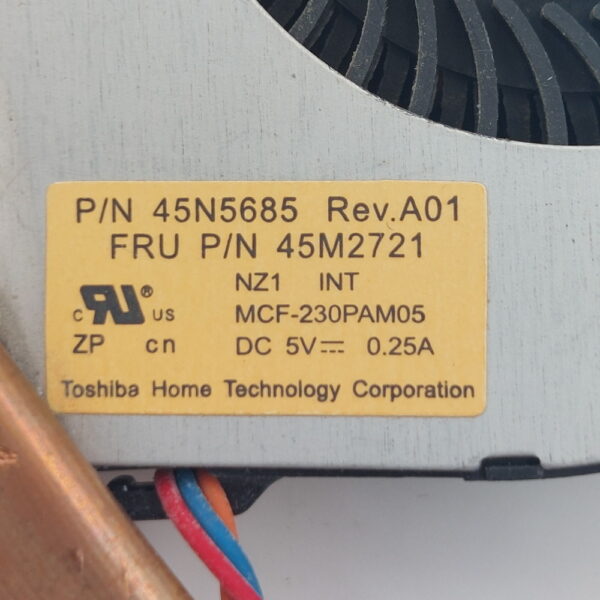 P/N 45N5685 Rev.A01
FRU P/N 45M2721
NZ1 INT
c RU ® US MCF-230PAM05
ZP cn DC 5V⎓ 0.25A
Toshiba Home Technology Corporation